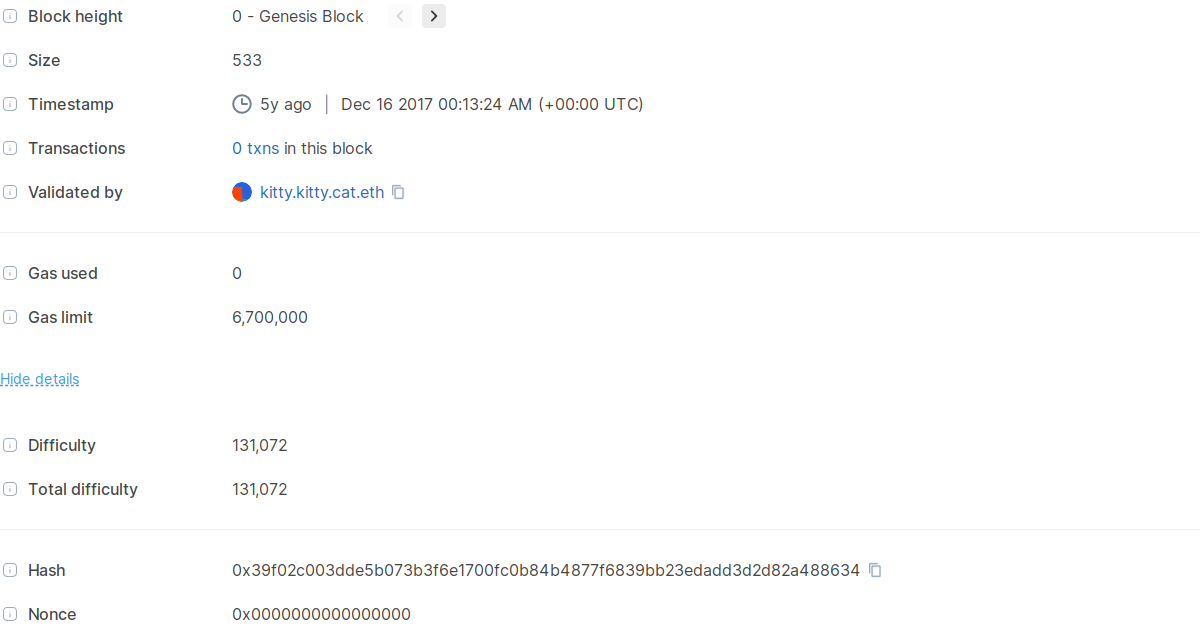 Block height 0 - Genesis Block
Size 533
Timestamp 5y ago | Dec 16 2017 00:13:24 AM (+00:00 UTC)
Transactions 0 txns in this block
Validated by kitty.kitty.cat.eth
Gas used 0
Gas limit 6,700,000
Hide details
Difficulty 131,072
Total difficulty 131,072
Hash 0x39f02c003dde5b073b3f6e1700fc0b84b4877f6839bb23edadd3d2d82a488634
Nonce 0x0000000000000000